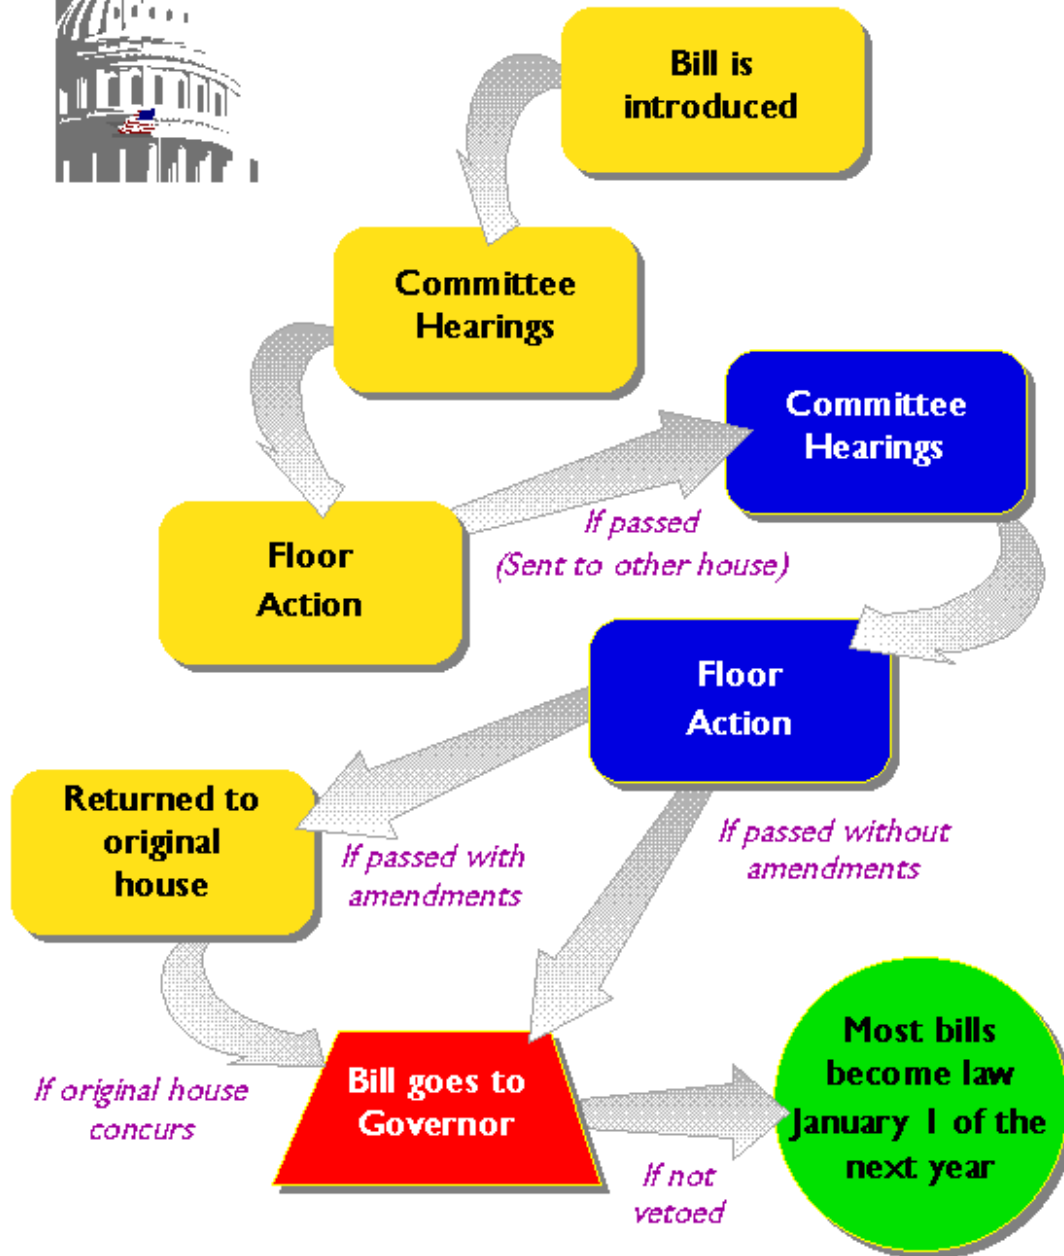 Bill is
introduced
Committee
Hearings
Committee
Hearings
If passed
(Sent to other house)
Floor
Action
Floor
Action
Returned to
original
house
If passed with
amendments
If passed without
amendments
If original house
concurs
Bill goes to
Governor
If not
vetoed
Most bills
become law
January 1 of the
next year